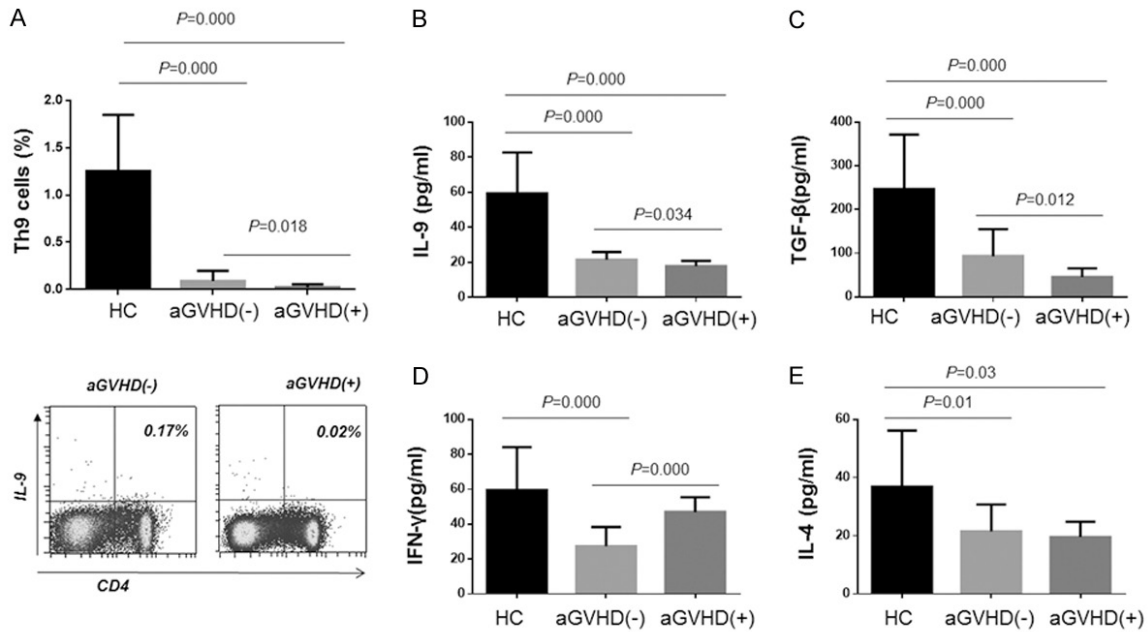 A
P=0.000
P=0.000
Th9 cells (%)
2.0
1.5
1.0
0.5
0.0
P=0.018
HC
aGVHD(-)
aGVHD(+)
aGVHD(-)
aGVHD(+)
0.17%
0.02%
IL-9
CD4
B
P=0.000
P=0.000
IL-9 (pg/ml)
100
80
60
40
20
0
P=0.034
HC
aGVHD(-)
aGVHD(+)
C
P=0.000
P=0.000
TGF-β(pg/ml)
400
300
200
100
0
P=0.012
HC
aGVHD(-)
aGVHD(+)
D
P=0.000
IFN-γ(pg/ml)
100
80
60
40
20
0
P=0.000
HC
aGVHD(-)
aGVHD(+)
E
P=0.03
P=0.01
IL-4 (pg/ml)
60
40
20
0
HC
aGVHD(-)
aGVHD(+)